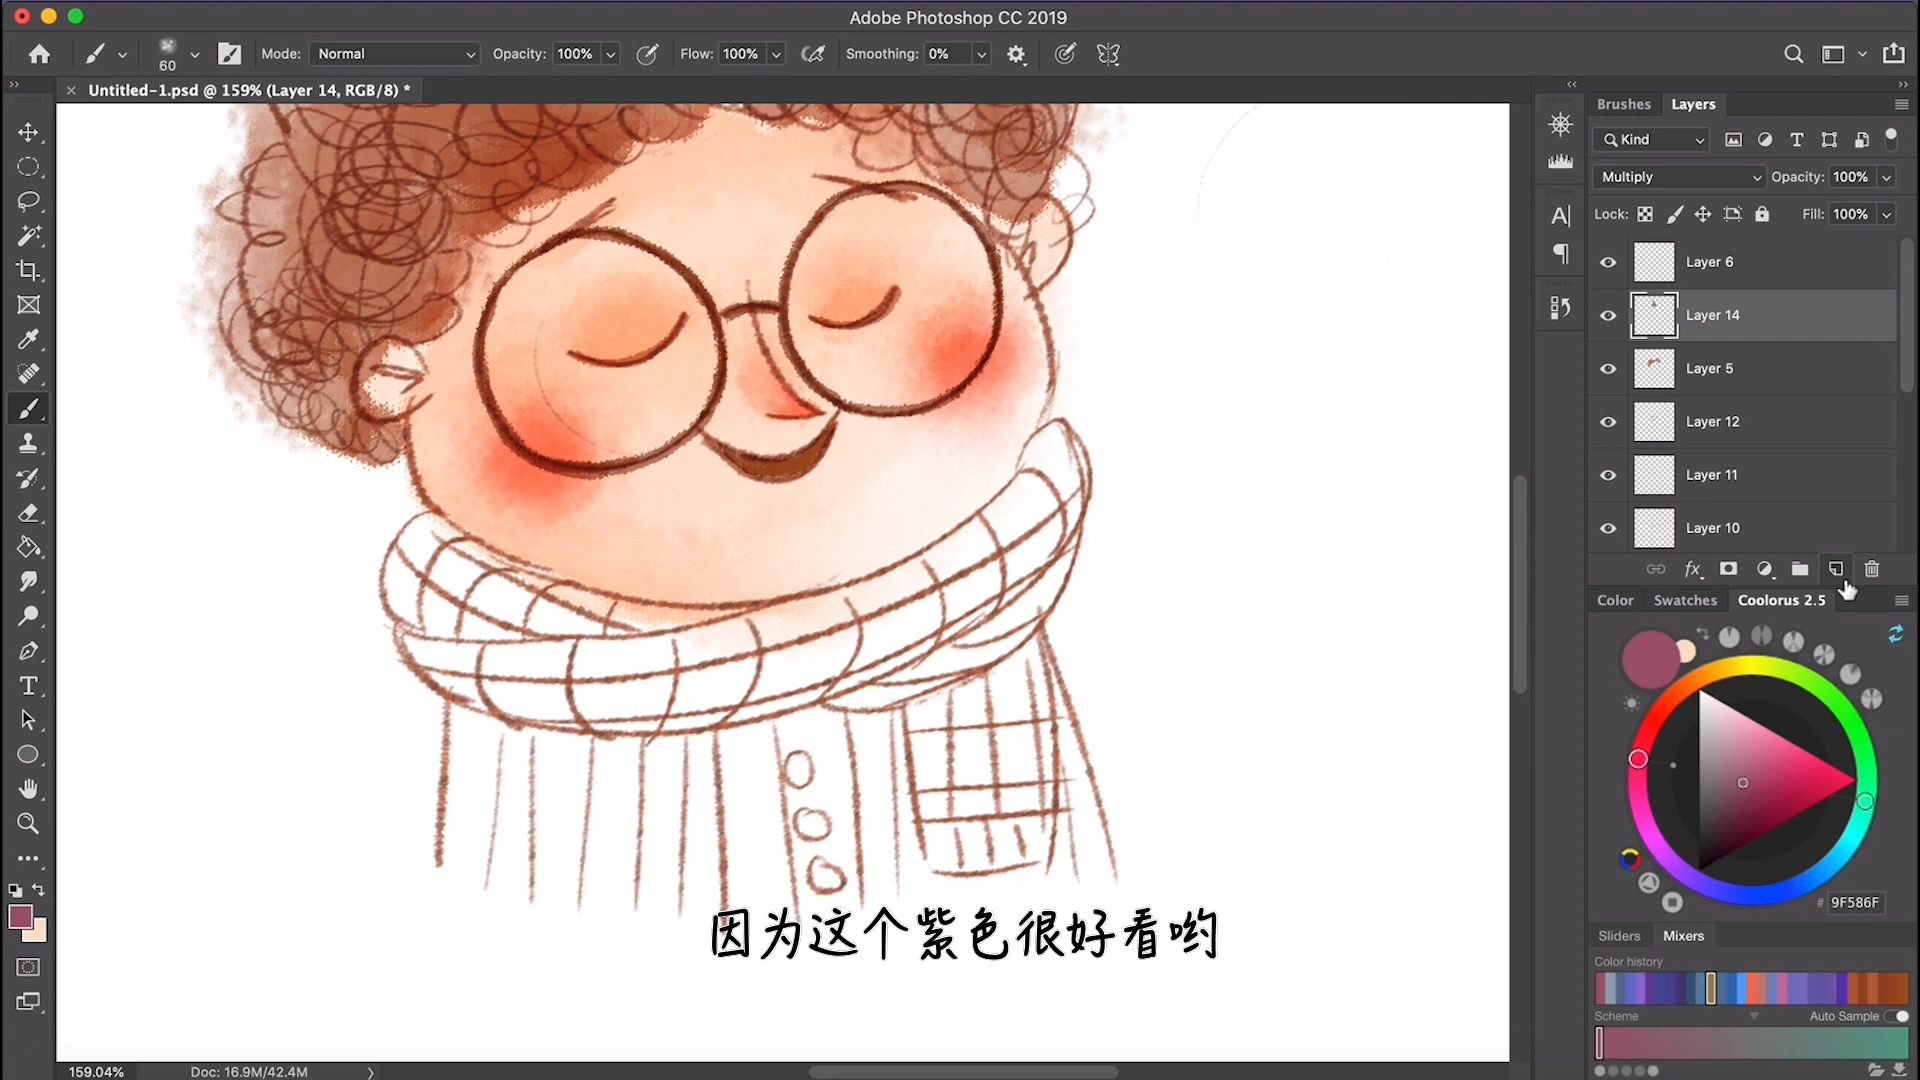 Adobe Photoshop CC 2019
60
Mode: Normal Opacity: 100% Flow: 100% Smoothing: 0%
Untitled-1.psd @ 159% (Layer 14, RGB/8) *
Brushes Layers
Kind
Multiply Opacity: 100%
Lock: Fill: 100%
Layer 6
Layer 14
Layer 5
Layer 12
Layer 11
Layer 10
Color Swatches Coolorus 2.5
# 9F586F
Sliders Mixers
Color history
Scheme Auto Sample
因为这个紫色很好看哟
159.04% Doc: 16.9M/42.4M